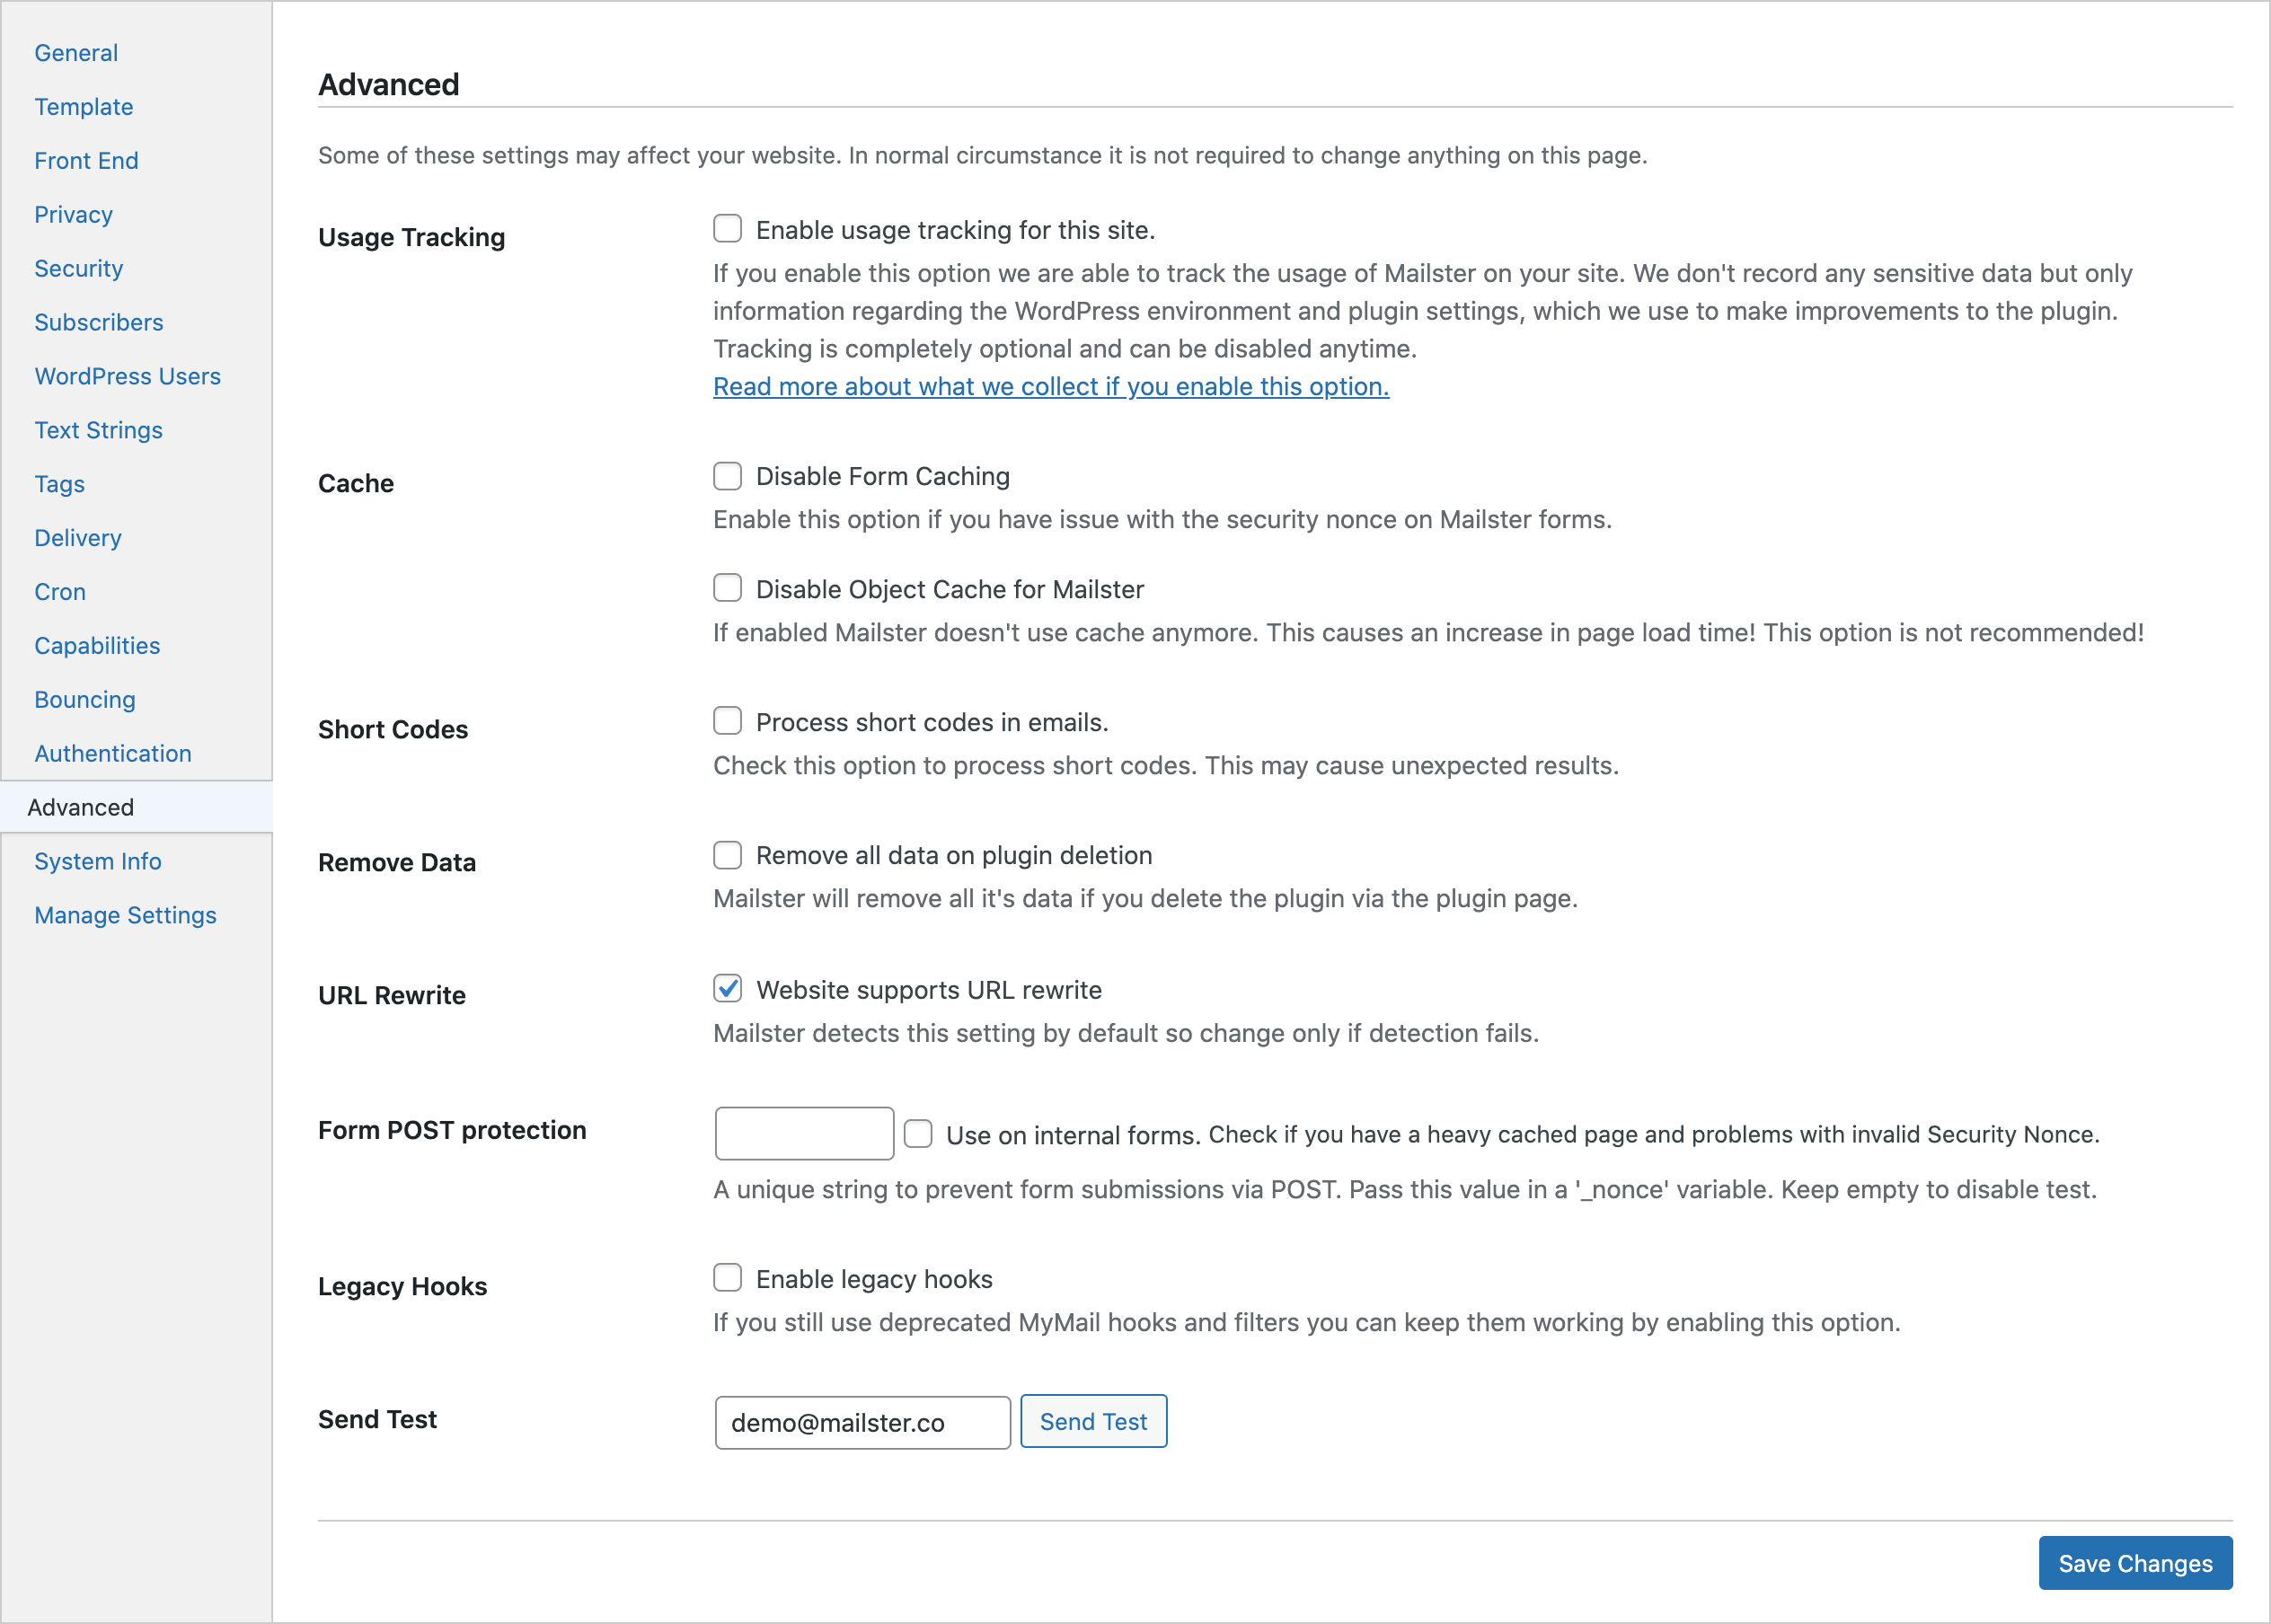 General
Template
Front End
Privacy
Security
Subscribers
WordPress Users
Text Strings
Tags
Delivery
Cron
Capabilities
Bouncing
Authentication
Advanced
System Info
Manage Settings
Advanced
Some of these settings may affect your website. In normal circumstance it is not required to change anything on this page.
Usage Tracking
Enable usage tracking for this site.
If you enable this option we are able to track the usage of Mailster on your site. We don't record any sensitive data but only
information regarding the WordPress environment and plugin settings, which we use to make improvements to the plugin.
Tracking is completely optional and can be disabled anytime.
Read more about what we collect if you enable this option.
Cache
Disable Form Caching
Enable this option if you have issue with the security nonce on Mailster forms.
Disable Object Cache for Mailster
If enabled Mailster doesn't use cache anymore. This causes an increase in page load time! This option is not recommended!
Short Codes
Process short codes in emails.
Check this option to process short codes. This may cause unexpected results.
Remove Data
Remove all data on plugin deletion
Mailster will remove all it's data if you delete the plugin via the plugin page.
URL Rewrite
Website supports URL rewrite
Mailster detects this setting by default so change only if detection fails.
Form POST protection
Use on internal forms. Check if you have a heavy cached page and problems with invalid Security Nonce.
A unique string to prevent form submissions via POST. Pass this value in a '_nonce' variable. Keep empty to disable test.
Legacy Hooks
Enable legacy hooks
If you still use deprecated MyMail hooks and filters you can keep them working by enabling this option.
Send Test
demo@mailster.co
Send Test
Save Changes